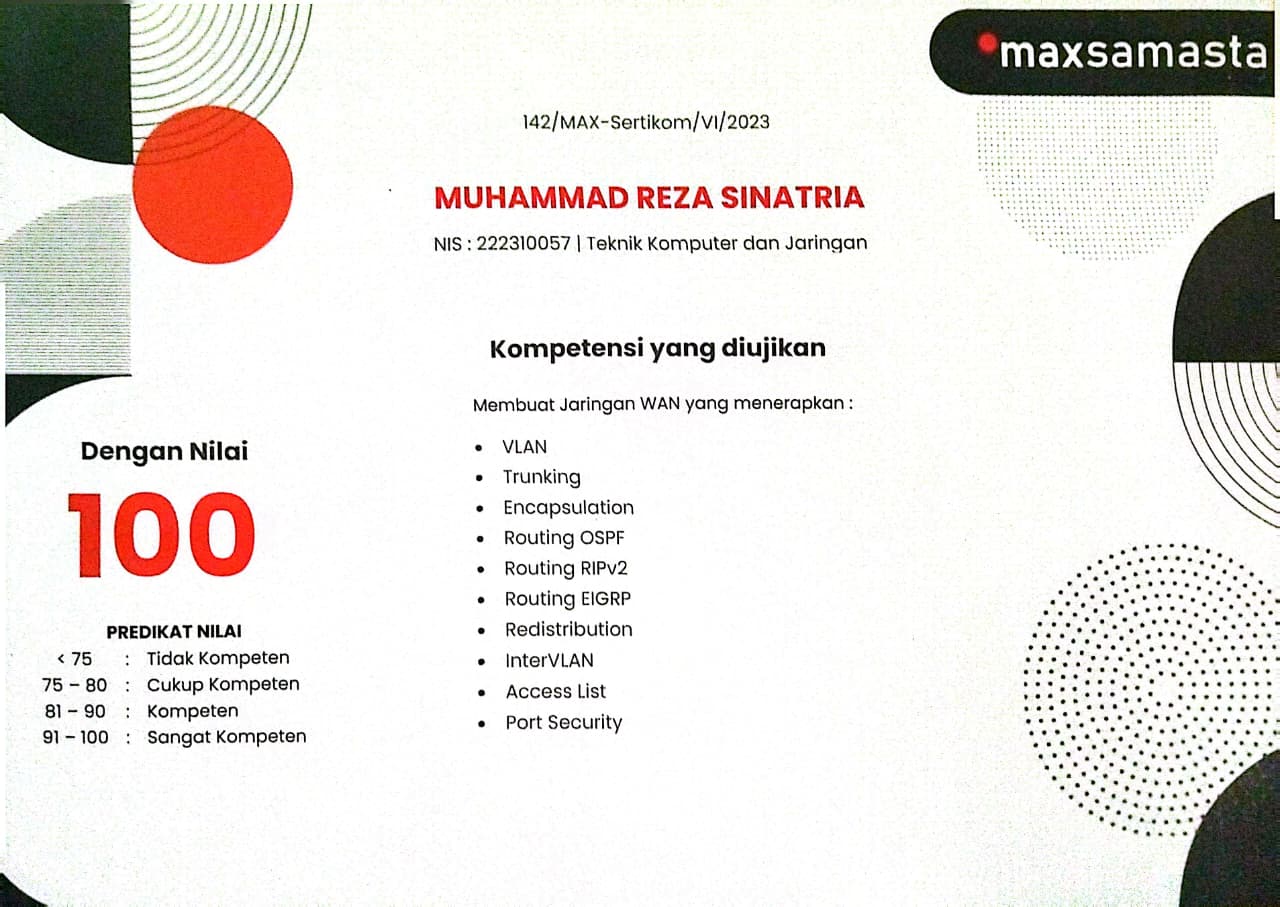 maxsamasta
142/MAX-Sertikom/VI/2023
MUHAMMAD REZA SINATRIA
NIS : 222310057 | Teknik Komputer dan Jaringan
Kompetensi yang diujikan
Membuat Jaringan WAN yang menerapkan :
• VLAN
• Trunking
• Encapsulation
• Routing OSPF
• Routing RIPv2
• Routing EIGRP
• Redistribution
• InterVLAN
• Access List
• Port Security
Dengan Nilai
100
PREDIKAT NILAI
< 75 : Tidak Kompeten
75 – 80 : Cukup Kompeten
81 – 90 : Kompeten
91 – 100 : Sangat Kompeten